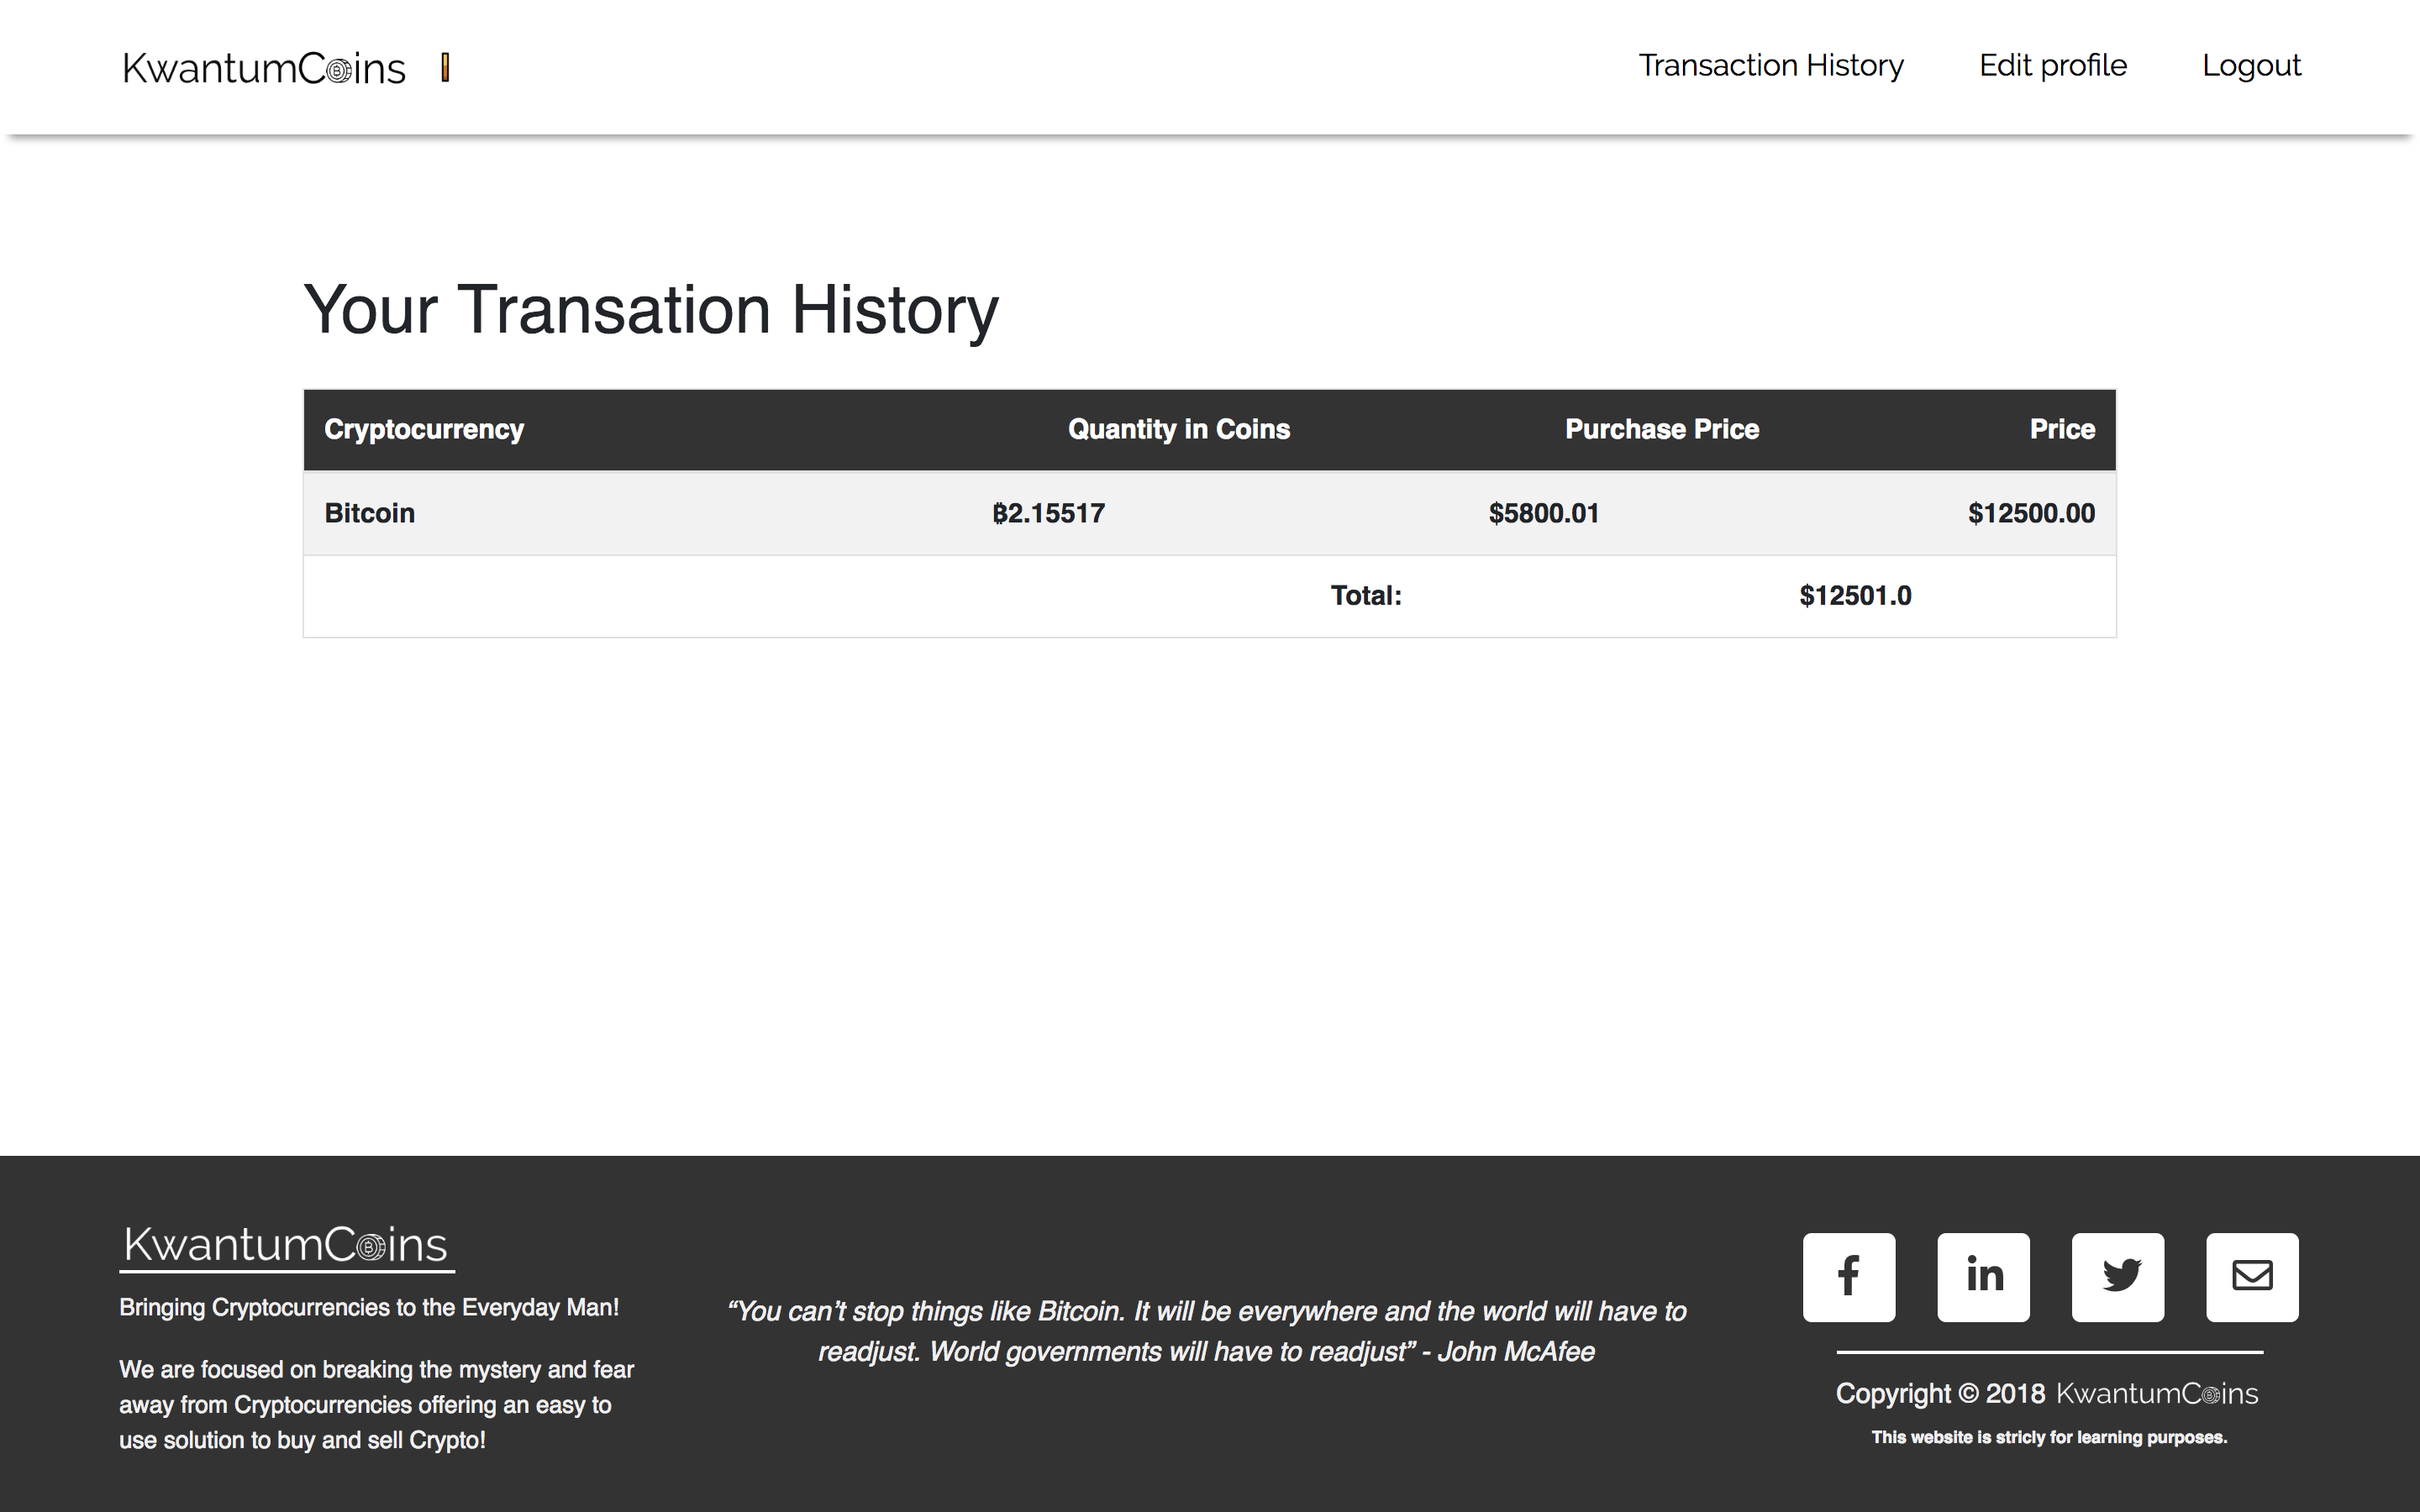 KwantumCoins
Transaction History Edit profile Logout
Your Transation History
Cryptocurrency Quantity in Coins Purchase Price Price
Bitcoin ฿2.15517 $5800.01 $12500.00
Total: $12501.0
KwantumCoins
Bringing Cryptocurrencies to the Everyday Man!
We are focused on breaking the mystery and fear
away from Cryptocurrencies offering an easy to
use solution to buy and sell Crypto!
“You can’t stop things like Bitcoin. It will be everywhere and the world will have to
readjust. World governments will have to readjust” - John McAfee
Copyright © 2018 KwantumCoins
This website is stricly for learning purposes.